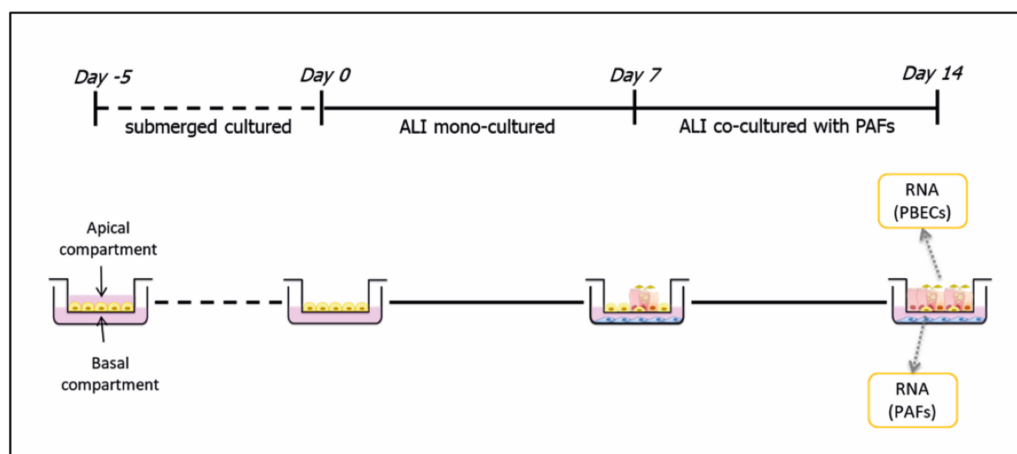 Day -5
Day 0
Day 7
Day 14
submerged cultured
ALI mono-cultured
ALI co-cultured with PAFs
RNA
(PBECs)
Apical
compartment
Basal
compartment
RNA
(PAFs)